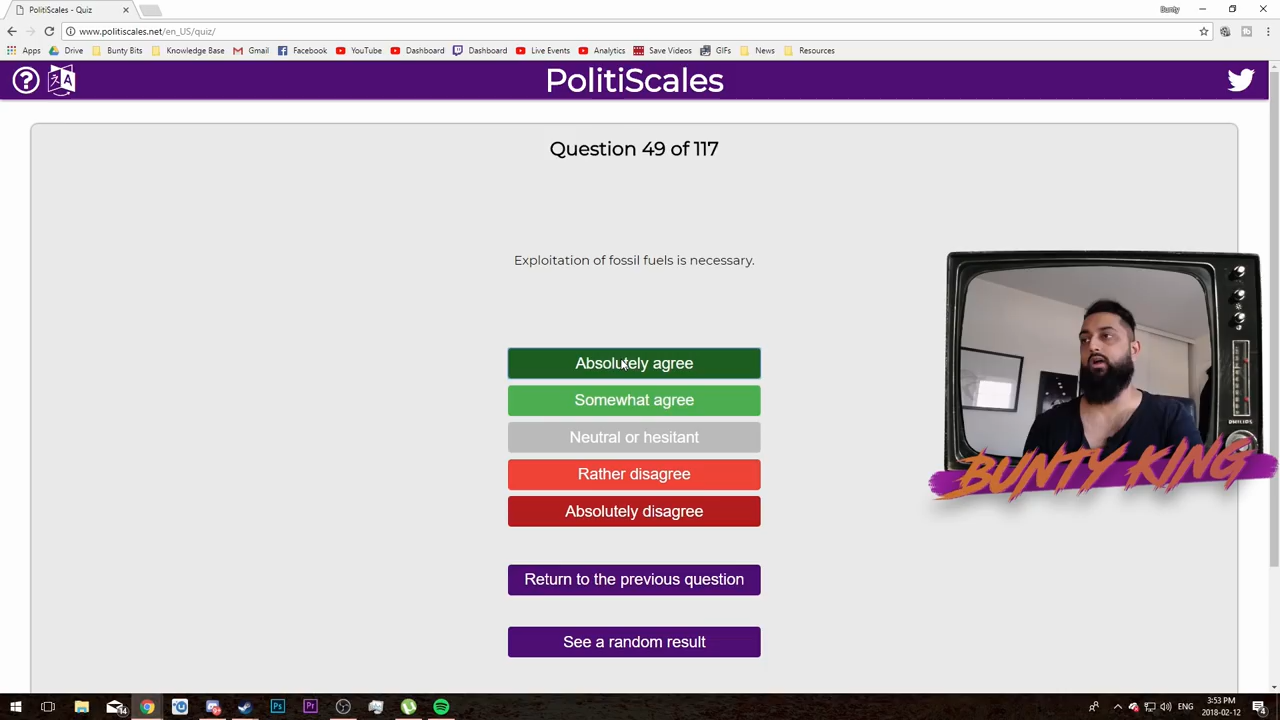 PolitiScales - Quiz
Bunty
www.politiscales.net/en_US/quiz/
Apps Drive Bunty Bits Knowledge Base Gmail Facebook YouTube Dashboard Dashboard Live Events Analytics Save Videos GIFs News Resources
PolitiScales
Question 49 of 117
Exploitation of fossil fuels is necessary.
Absolutely agree
Somewhat agree
Neutral or hesitant
Rather disagree
Absolutely disagree
Return to the previous question
See a random result
PHILIPS
BUNTY KING
ENG
3:53 PM
2018-02-12